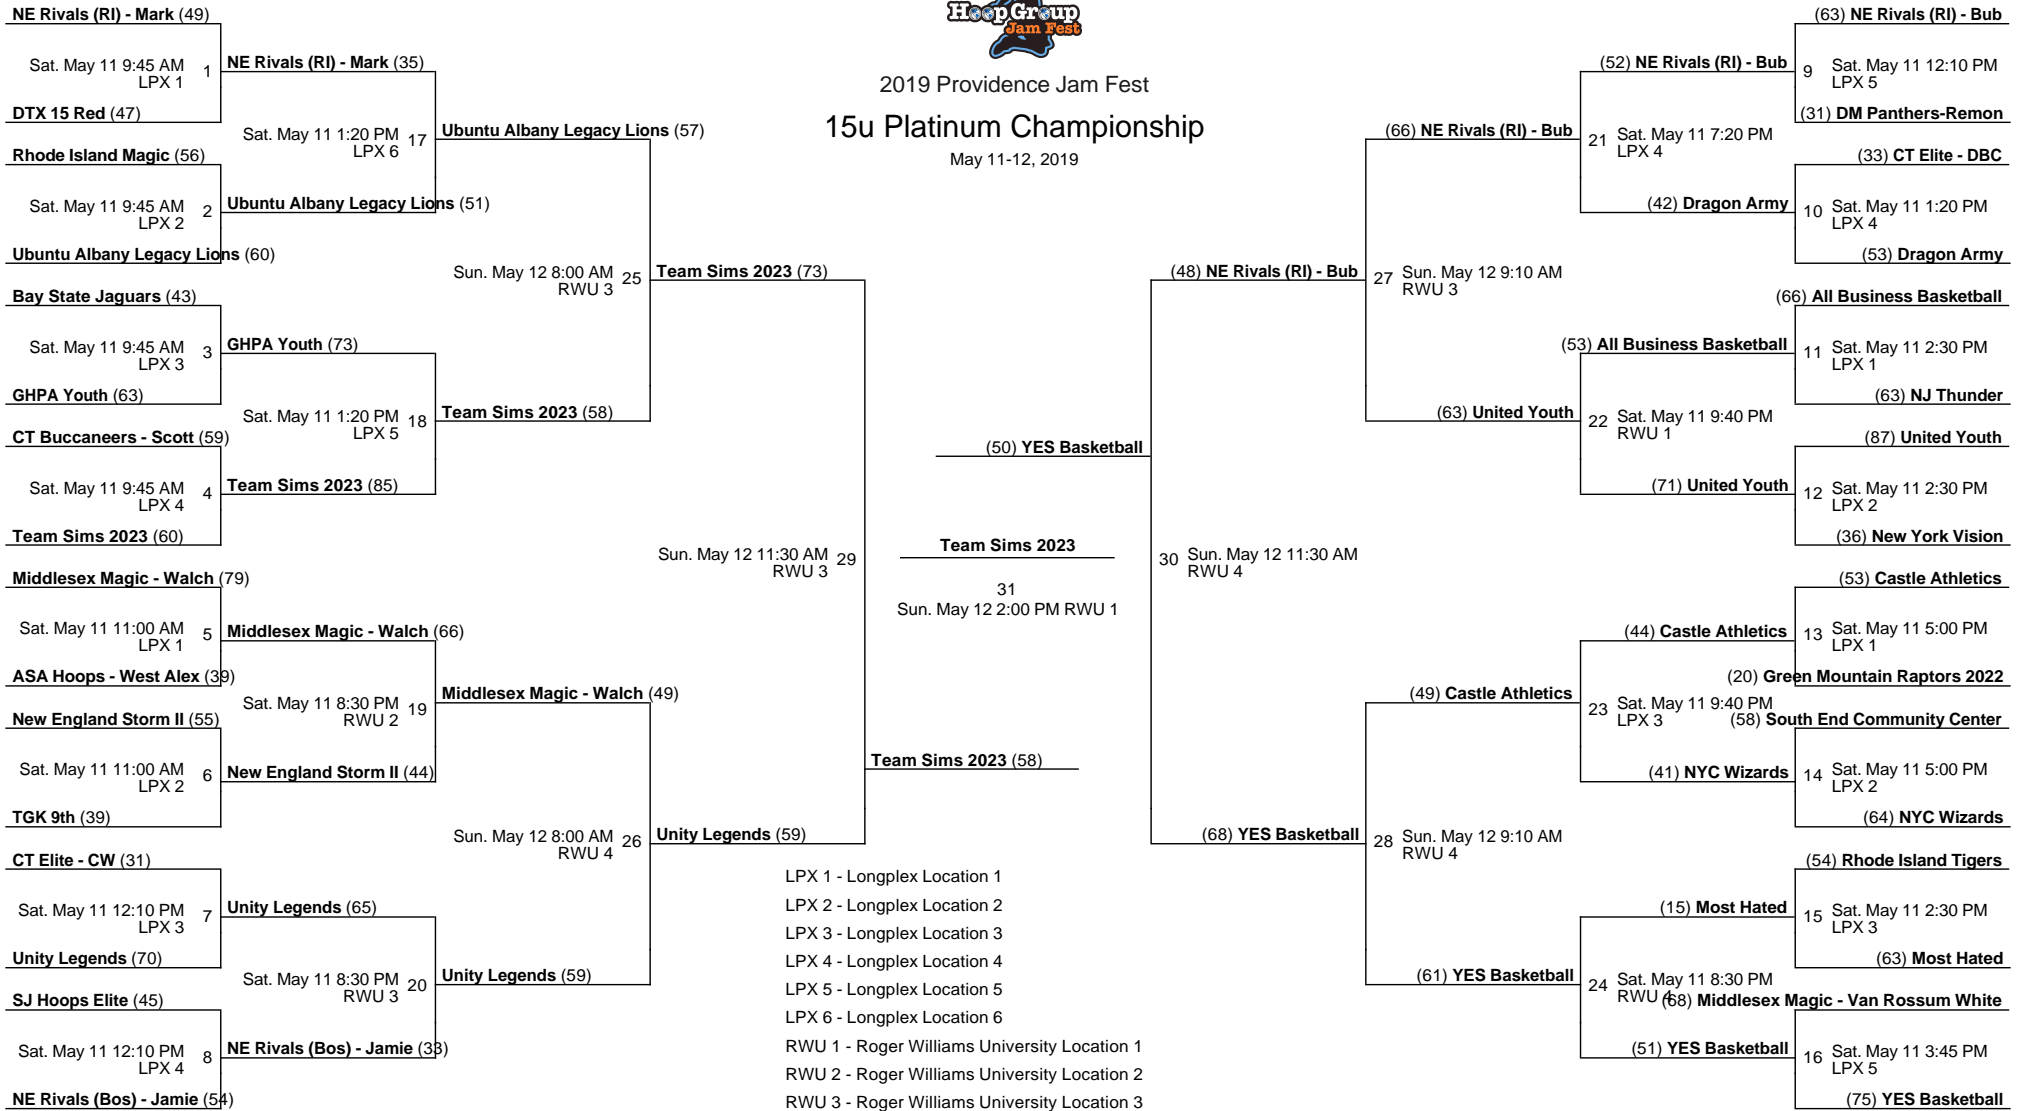 HoopGroup
Jam Fest
2019 Providence Jam Fest
15u Platinum Championship
May 11-12, 2019
NE Rivals (RI) - Mark (49)
Sat. May 11 9:45 AM 1
LPX 1
DTX 15 Red (47)
Rhode Island Magic (56)
Sat. May 11 9:45 AM 2
LPX 2
Ubuntu Albany Legacy Lions (60)
Bay State Jaguars (43)
Sat. May 11 9:45 AM 3
LPX 3
GHPA Youth (63)
CT Buccaneers - Scott (59)
Sat. May 11 9:45 AM 4
LPX 4
Team Sims 2023 (60)
Middlesex Magic - Walch (79)
Sat. May 11 11:00 AM 5
LPX 1
ASA Hoops - West Alex (39)
New England Storm II (55)
Sat. May 11 11:00 AM 6
LPX 2
TGK 9th (39)
CT Elite - CW (31)
Sat. May 11 12:10 PM 7
LPX 3
Unity Legends (70)
SJ Hoops Elite (45)
Sat. May 11 12:10 PM 8
LPX 4
NE Rivals (Bos) - Jamie (54)
NE Rivals (RI) - Mark (35)
Sat. May 11 1:20 PM 17
LPX 6
Ubuntu Albany Legacy Lions (51)
GHPA Youth (73)
Sat. May 11 1:20 PM 18
LPX 5
Team Sims 2023 (85)
Middlesex Magic - Walch (66)
Sat. May 11 8:30 PM 19
RWU 2
New England Storm II (44)
Unity Legends (65)
Sat. May 11 8:30 PM 20
RWU 3
NE Rivals (Bos) - Jamie (33)
Ubuntu Albany Legacy Lions (57)
Sun. May 12 8:00 AM 25
RWU 3
Team Sims 2023 (58)
Middlesex Magic - Walch (49)
Sun. May 12 8:00 AM 26
RWU 4
Unity Legends (59)
Team Sims 2023 (73)
Sun. May 12 11:30 AM 29
RWU 3
Unity Legends (59)
(50) YES Basketball
Team Sims 2023
31
Sun. May 12 2:00 PM RWU 1
Team Sims 2023 (58)
(48) NE Rivals (RI) - Bub
30 Sun. May 12 11:30 AM
RWU 4
(68) YES Basketball
(66) NE Rivals (RI) - Bub
27 Sun. May 12 9:10 AM
RWU 3
(63) United Youth
(49) Castle Athletics
28 Sun. May 12 9:10 AM
RWU 4
(61) YES Basketball
(52) NE Rivals (RI) - Bub
21 Sat. May 11 7:20 PM
LPX 4
(42) Dragon Army
(53) All Business Basketball
22 Sat. May 11 9:40 PM
RWU 1
(71) United Youth
(44) Castle Athletics
23 Sat. May 11 9:40 PM
LPX 3
(41) NYC Wizards
(15) Most Hated
24 Sat. May 11 8:30 PM
RWU 4
(51) YES Basketball
(63) NE Rivals (RI) - Bub
9 Sat. May 11 12:10 PM
LPX 5
(31) DM Panthers-Remon
(33) CT Elite - DBC
10 Sat. May 11 1:20 PM
LPX 4
(53) Dragon Army
(66) All Business Basketball
11 Sat. May 11 2:30 PM
LPX 1
(63) NJ Thunder
(87) United Youth
12 Sat. May 11 2:30 PM
LPX 2
(36) New York Vision
(53) Castle Athletics
13 Sat. May 11 5:00 PM
LPX 1
(20) Green Mountain Raptors 2022
(58) South End Community Center
14 Sat. May 11 5:00 PM
LPX 2
(64) NYC Wizards
(54) Rhode Island Tigers
15 Sat. May 11 2:30 PM
LPX 3
(63) Most Hated
(68) Middlesex Magic - Van Rossum White
16 Sat. May 11 3:45 PM
LPX 5
(75) YES Basketball
LPX 1 - Longplex Location 1
LPX 2 - Longplex Location 2
LPX 3 - Longplex Location 3
LPX 4 - Longplex Location 4
LPX 5 - Longplex Location 5
LPX 6 - Longplex Location 6
RWU 1 - Roger Williams University Location 1
RWU 2 - Roger Williams University Location 2
RWU 3 - Roger Williams University Location 3